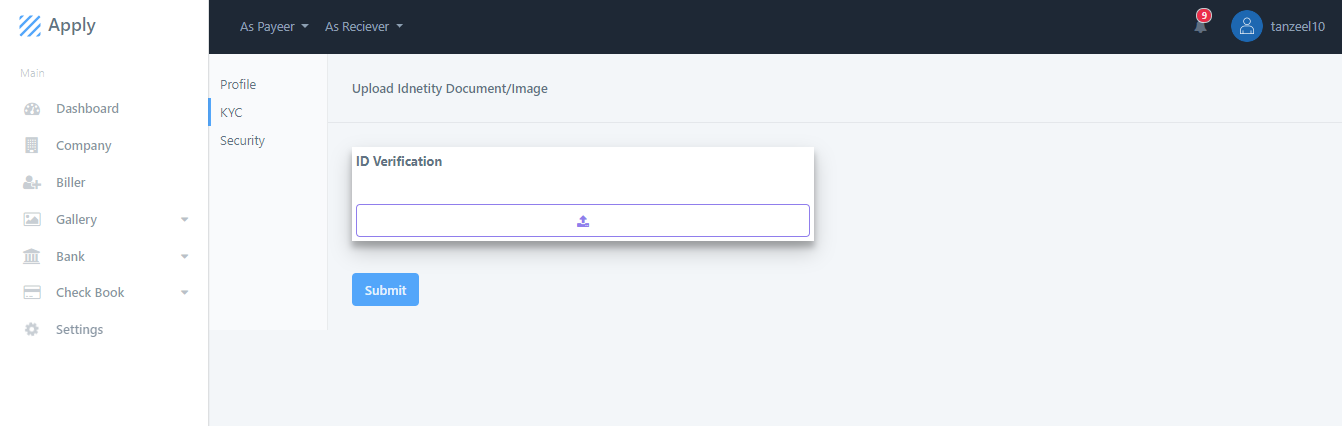 Apply
As Payeer
As Reciever
9
tanzeel10
Main
Dashboard
Company
Biller
Gallery
Bank
Check Book
Settings
Profile
KYC
Security
Upload Idnetity Document/Image
ID Verification
Submit